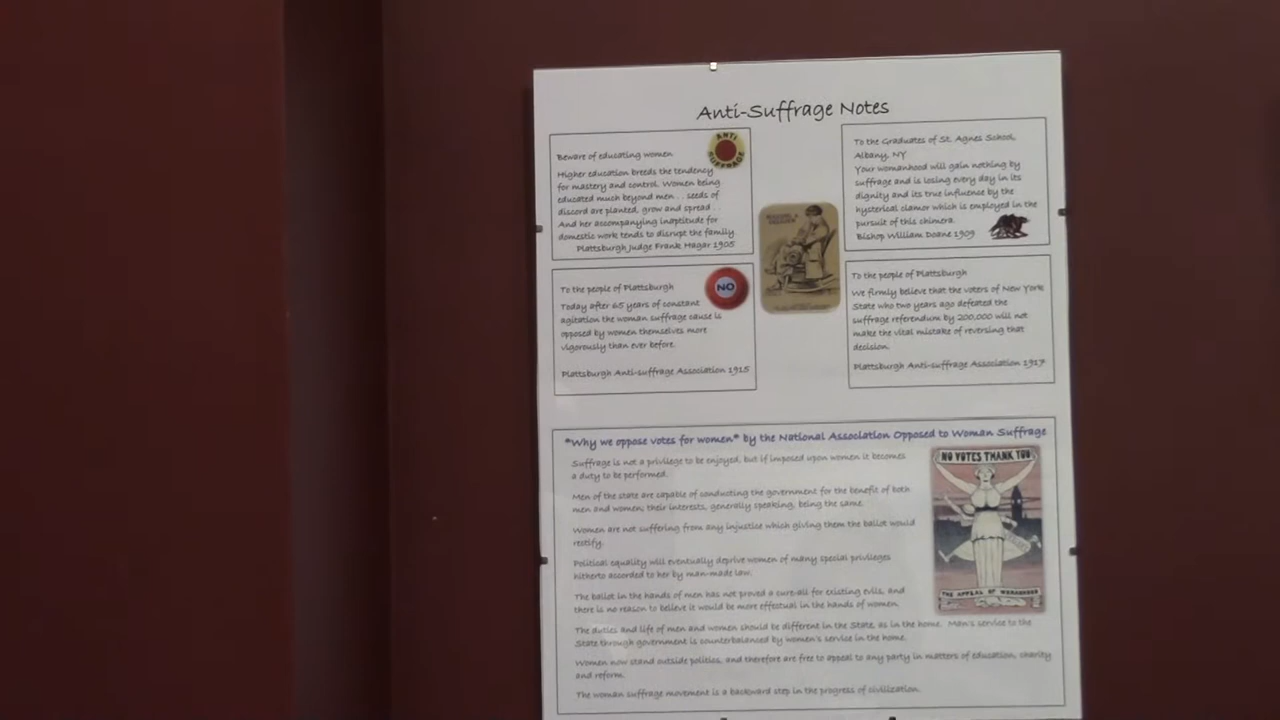 Anti-Suffrage Notes
ANTI
SUFFRAGE
Beware of educating women
Higher education breeds the tendency
for mastery and control. Women being
educated much beyond men . . seeds of
discord are planted, grow and spread . .
And her accompanying inaptitude for
domestic work tends to disrupt the family.
Plattsburgh Judge Frank Hagar 1905
To the Graduates of St. Agnes School,
Albany, NY
Your womanhood will gain nothing by
suffrage and is losing every day in its
dignity and its true influence by the
hysterical clamor which is employed in the
pursuit of this chimera.
Bishop William Doane 1909
To the people of Plattsburgh
NO
Today after 65 years of constant
agitation the woman suffrage cause is
opposed by women themselves more
vigorously than ever before.
Plattsburgh Anti-suffrage Association 1915
To the people of Plattsburgh
We firmly believe that the voters of New York
State who two years ago defeated the
suffrage referendum by 200,000 will not
make the vital mistake of reversing that
decision.
Plattsburgh Anti-suffrage Association 1917
"Why we oppose votes for women" by the National Association Opposed to Woman Suffrage
Suffrage is not a privilege to be enjoyed, but if imposed upon women it becomes
a duty to be performed.
Men of the state are capable of conducting the government for the benefit of both
men and women; their interests, generally speaking, being the same.
Women are not suffering from any injustice which giving them the ballot would
rectify.
Political equality will eventually deprive women of many special privileges
hitherto accorded to her by man-made law.
The ballot in the hands of men has not proved a cure-all for existing evils, and
there is no reason to believe it would be more effectual in the hands of women.
The duties and life of men and women should be different in the State, as in the home. Man's service to the
State through government is counterbalanced by women's service in the home.
Women now stand outside politics, and therefore are free to appeal to any party in matters of education, charity
and reform.
The woman suffrage movement is a backward step in the progress of civilization.
NO VOTES THANK YOU
THE APPEAL OF WOMANHOOD